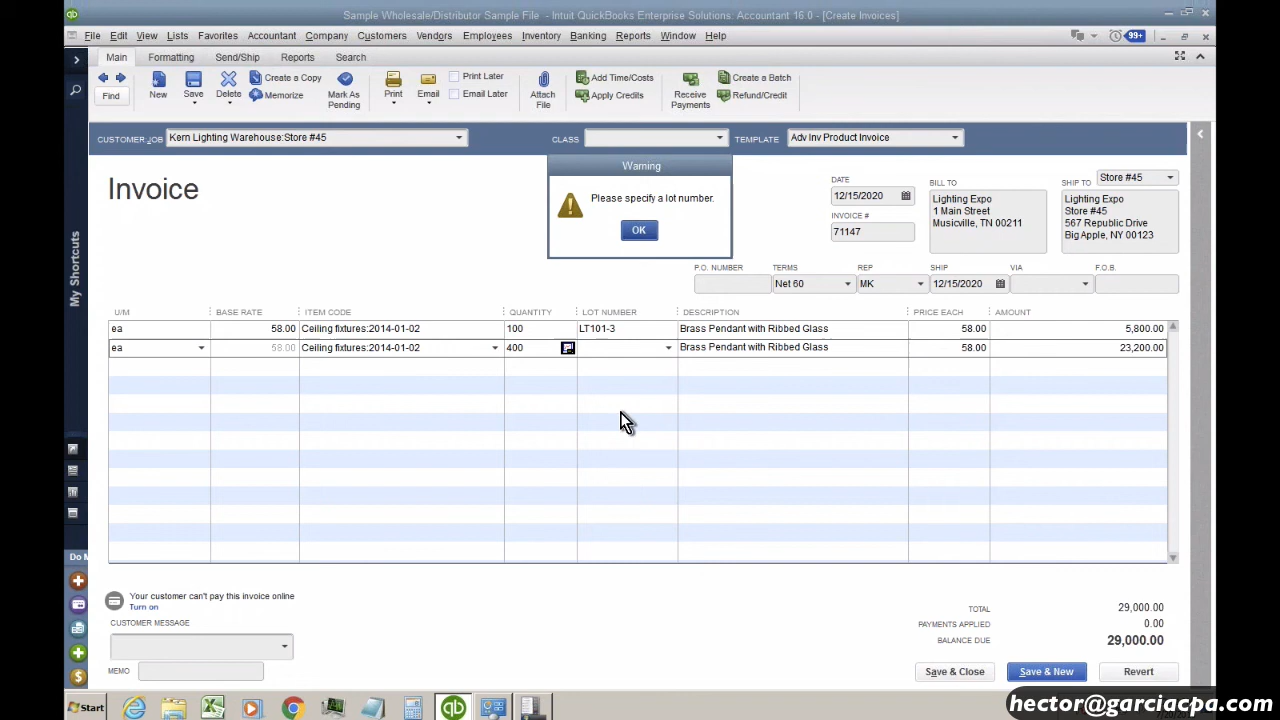 Sample Wholesale/Distributor Sample File - Intuit QuickBooks Enterprise Solutions: Accountant 16.0 - [Create Invoices]
File Edit View Lists Favorites Accountant Company Customers Vendors Employees Inventory Banking Reports Window Help
99+
Main Formatting Send/Ship Reports Search
Find
New
Save
Delete
Create a Copy
Memorize
Mark As
Pending
Print
Email
Print Later
Email Later
Attach
File
Add Time/Costs
Apply Credits
Receive
Payments
Create a Batch
Refund/Credit
CUSTOMER:JOB Kern Lighting Warehouse:Store #45 CLASS TEMPLATE Adv Inv Product Invoice
My Shortcuts
Do M
Invoice
Warning
Please specify a lot number.
OK
DATE
12/15/2020
INVOICE #
71147
BILL TO
Lighting Expo
1 Main Street
Musicville, TN 00211
SHIP TO Store #45
Lighting Expo
Store #45
567 Republic Drive
Big Apple, NY 00123
P.O. NUMBER TERMS REP SHIP VIA F.O.B.
Net 60 MK 12/15/2020
U/M BASE RATE ITEM CODE QUANTITY LOT NUMBER DESCRIPTION PRICE EACH AMOUNT
ea 58.00 Ceiling fixtures:2014-01-02 100 LT101-3 Brass Pendant with Ribbed Glass 58.00 5,800.00
ea 58.00 Ceiling fixtures:2014-01-02 400 Brass Pendant with Ribbed Glass 58.00 23,200.00
Your customer can't pay this invoice online
Turn on
CUSTOMER MESSAGE
MEMO
TOTAL 29,000.00
PAYMENTS APPLIED 0.00
BALANCE DUE 29,000.00
Save & Close Save & New Revert
Start
hector@garciacpa.com